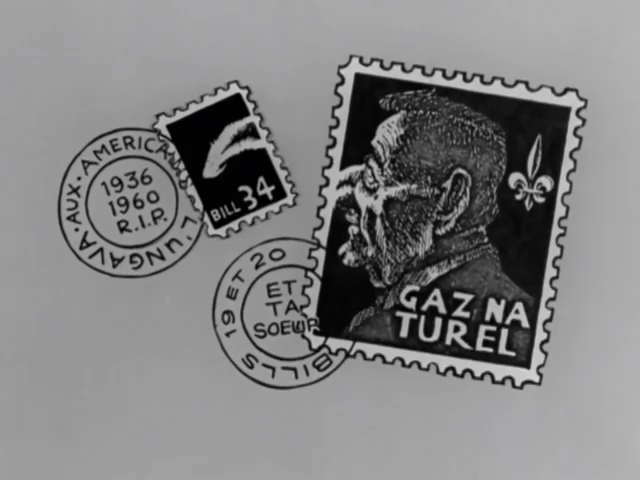 L'UNGAVA · AUX · AMERICAINS
1936
1960
R.I.P.
BILL 34
BILLS 19 ET 20
ET
TA
SOEUR
GAZ NA
TUREL